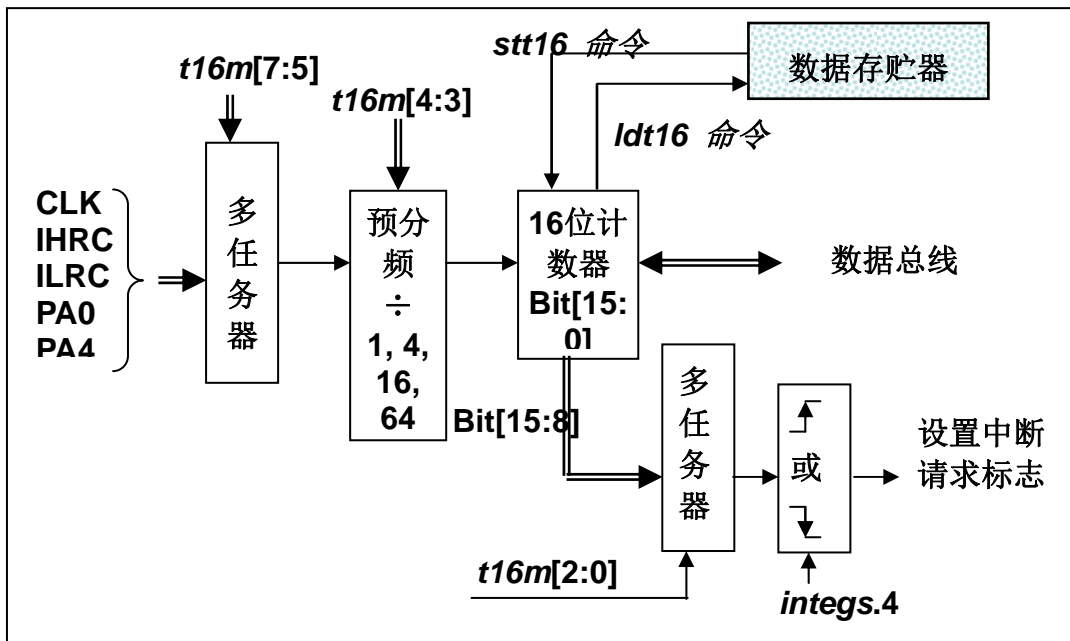 stt16 命令
数据存贮器
t16m[7:5]
t16m[4:3]
ldt16 命令
CLK
IHRC
ILRC
PA0
PA4
多
任
务
器
预分
频
÷
1, 4,
16,
64
16位计
数器
Bit[15:
0]
数据总线
Bit[15:8]
多
任
务
器
或
设置中断
请求标志
t16m[2:0]
integs.4